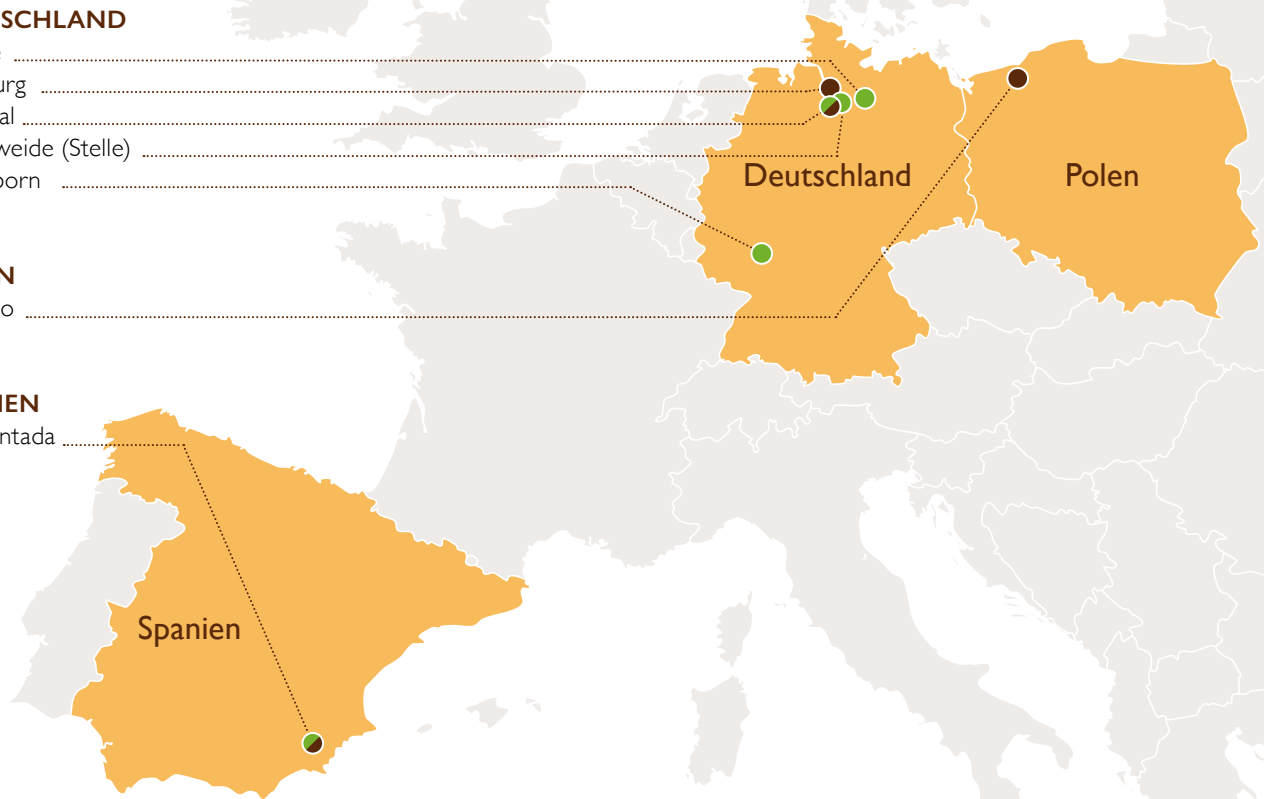 SCHLAND
urg
al
weide (Stelle)
born
Deutschland
Polen
N
o
IEN
ntada
Spanien